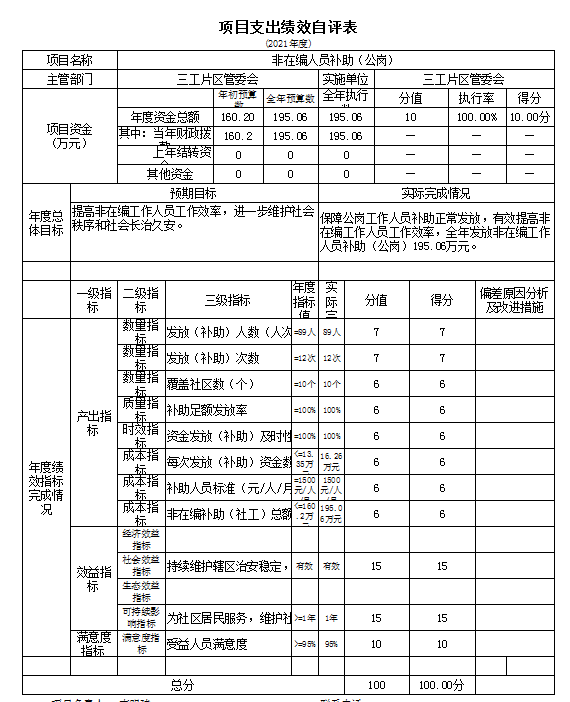 项目支出绩效自评表
(2021年度)
项目名称 非在编人员补助（公岗）
主管部门 三工片区管委会 实施单位 三工片区管委会
项目资金（万元） 年初预算数 全年预算数 全年执行 分值 执行率 得分
年度资金总额 160.20 195.06 195.06 10 100.00% 10.00分
其中：当年财政拨 160.2 195.06 195.06 — — —
上年结转资 0 0 0 — — —
其他资金 0 0 0 — — —
年度总体目标 预期目标 实际完成情况
提高非在编工作人员工作效率，进一步维护社会秩序和社会长治久安。
保障公岗工作人员补助正常发放，有效提高非在编工作人员工作效率，全年发放非在编工作人员补助（公岗）195.06万元。
年度绩效指标完成情况 一级指标 二级指标 三级指标 年度指标值 实际完 分值 得分 偏差原因分析及改进措施
产出指标 数量指标 发放（补助）人数（人次 =89人 89人 7 7
数量指标 发放（补助）次数 =12次 12次 7 7
数量指标 覆盖社区数（个） =10个 10个 6 6
质量指标 补助足额发放率 =100% 100% 6 6
时效指标 资金发放（补助）及时性 =100% 100% 6 6
成本指标 每次发放（补助）资金数 <=13.35万 16.26万元 6 6
成本指标 补助人员标准（元/人/月 =1500元/人/ 1500元/人/ 6 6
成本指标 非在编补助（社工）总额 <=160.2万 195.06万元 6 6
效益指标 经济效益指标
社会效益指标 持续维护辖区治安稳定， 有效 有效 15 15
生态效益指标
可持续影响指标 为社区居民服务，维护社 >=1年 1年 15 15
满意度指标 满意度指标 受益人员满意度 >=95% 95% 10 10
总分 100 100.00分